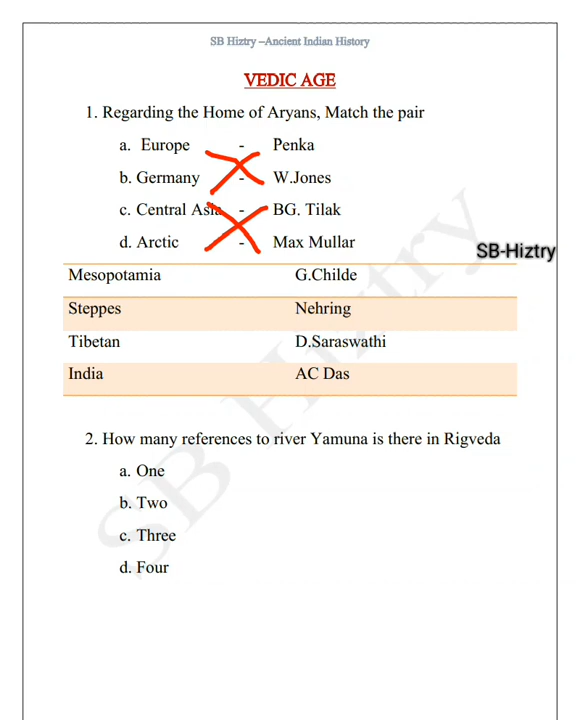 SB Hiztry –Ancient Indian History
VEDIC AGE
1. Regarding the Home of Aryans, Match the pair
a. Europe - Penka
b. Germany - W.Jones
c. Central Asia - BG. Tilak
d. Arctic - Max Mullar
SB-Hiztry
Mesopotamia G.Childe
Steppes Nehring
Tibetan D.Saraswathi
India AC Das
2. How many references to river Yamuna is there in Rigveda
a. One
b. Two
c. Three
d. Four
SB Hiztry